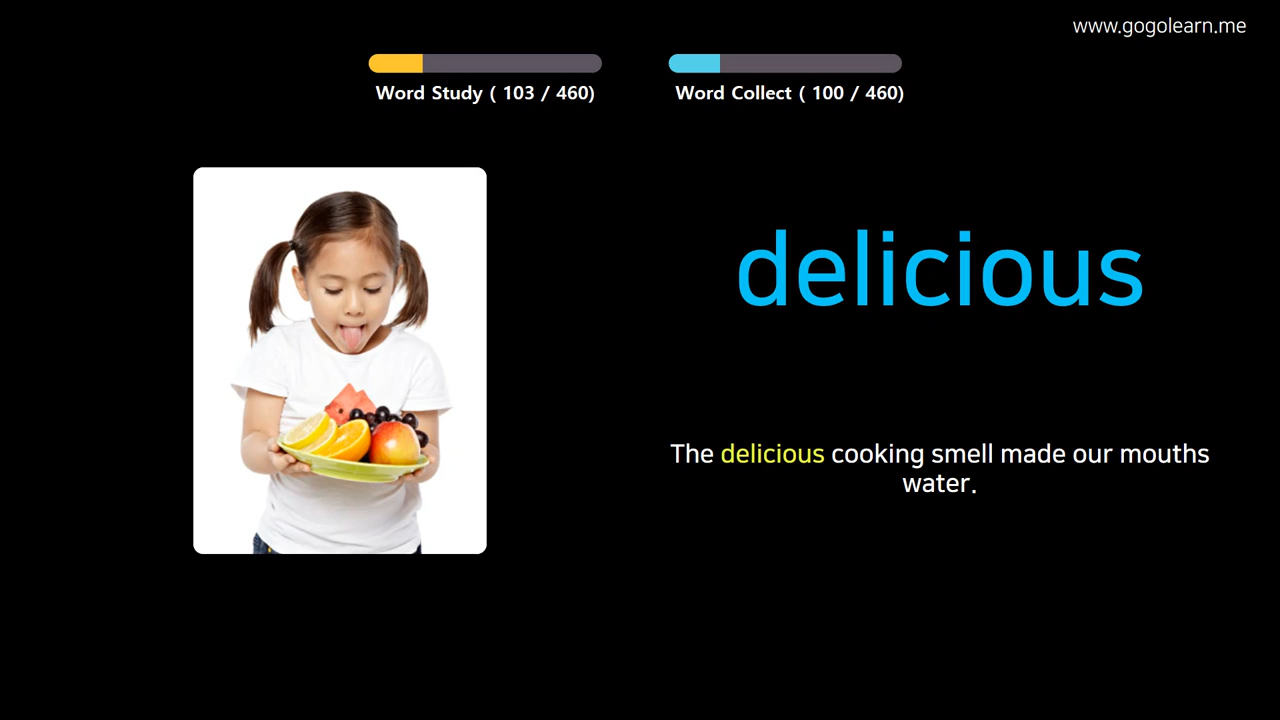 www.gogolearn.me
Word Study ( 103 / 460)
Word Collect ( 100 / 460)
delicious
The delicious cooking smell made our mouths
water.